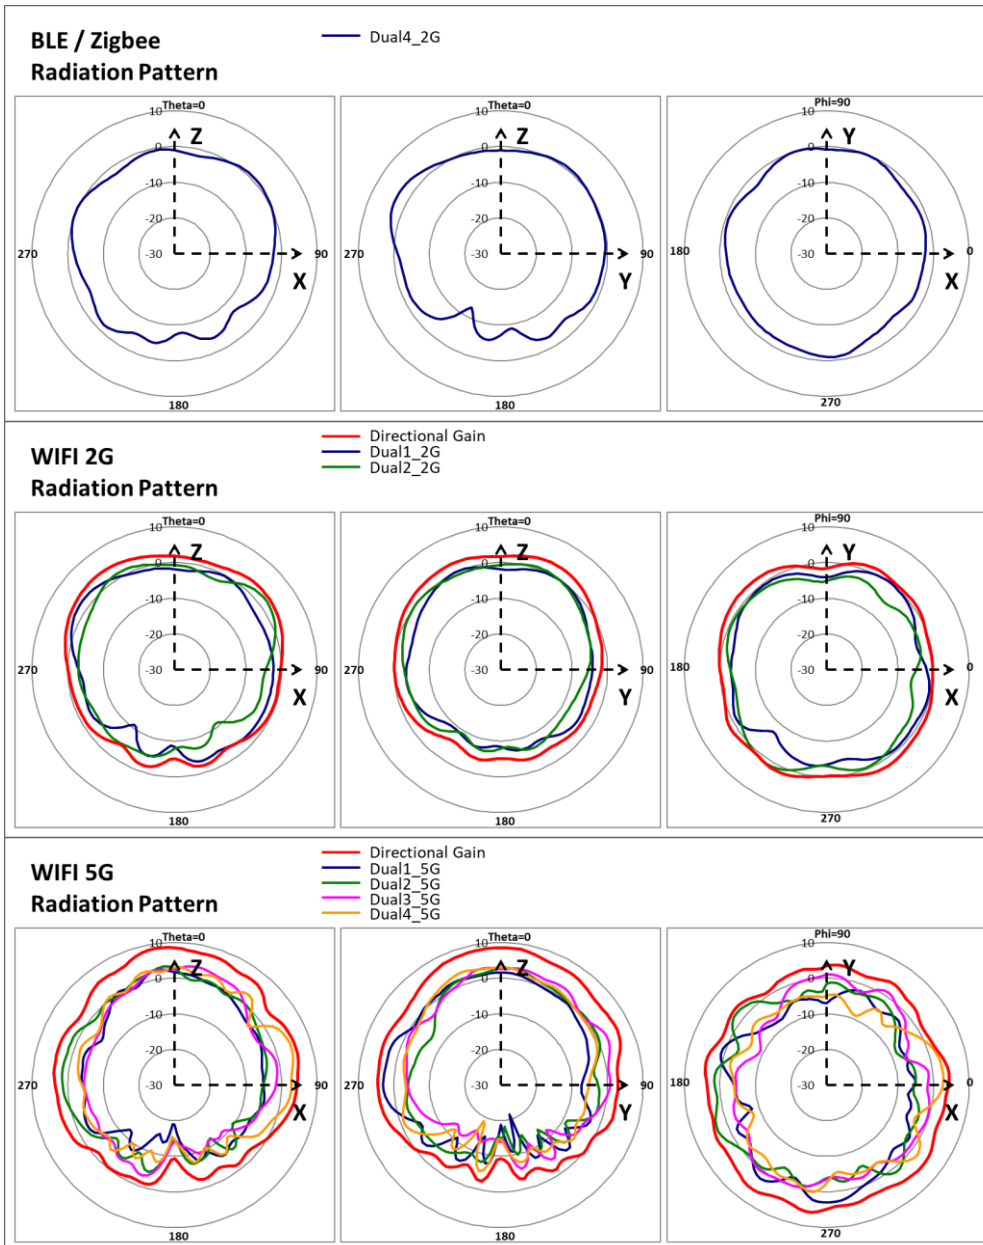 BLE / Zigbee
Radiation Pattern
Dual4_2G
Theta=0
10
Z
0
-10
-20
-30
270
90
X
180
Theta=0
10
Z
0
-10
-20
-30
270
90
Y
180
Phi=90
10
Y
0
-10
-20
-30
180
0
X
270
WIFI 2G
Radiation Pattern
Directional Gain
Dual1_2G
Dual2_2G
Theta=0
10
Z
0
-10
-20
-30
270
90
X
180
Theta=0
10
Z
0
-10
-20
-30
270
90
Y
180
Phi=90
10
Y
0
-10
-20
-30
180
0
X
270
WIFI 5G
Radiation Pattern
Directional Gain
Dual1_5G
Dual2_5G
Dual3_5G
Dual4_5G
Theta=0
10
Z
0
-10
-20
-30
270
90
X
180
Theta=0
10
Z
0
-10
-20
-30
270
90
Y
180
Phi=90
10
Y
0
-10
-20
-30
180
0
X
270